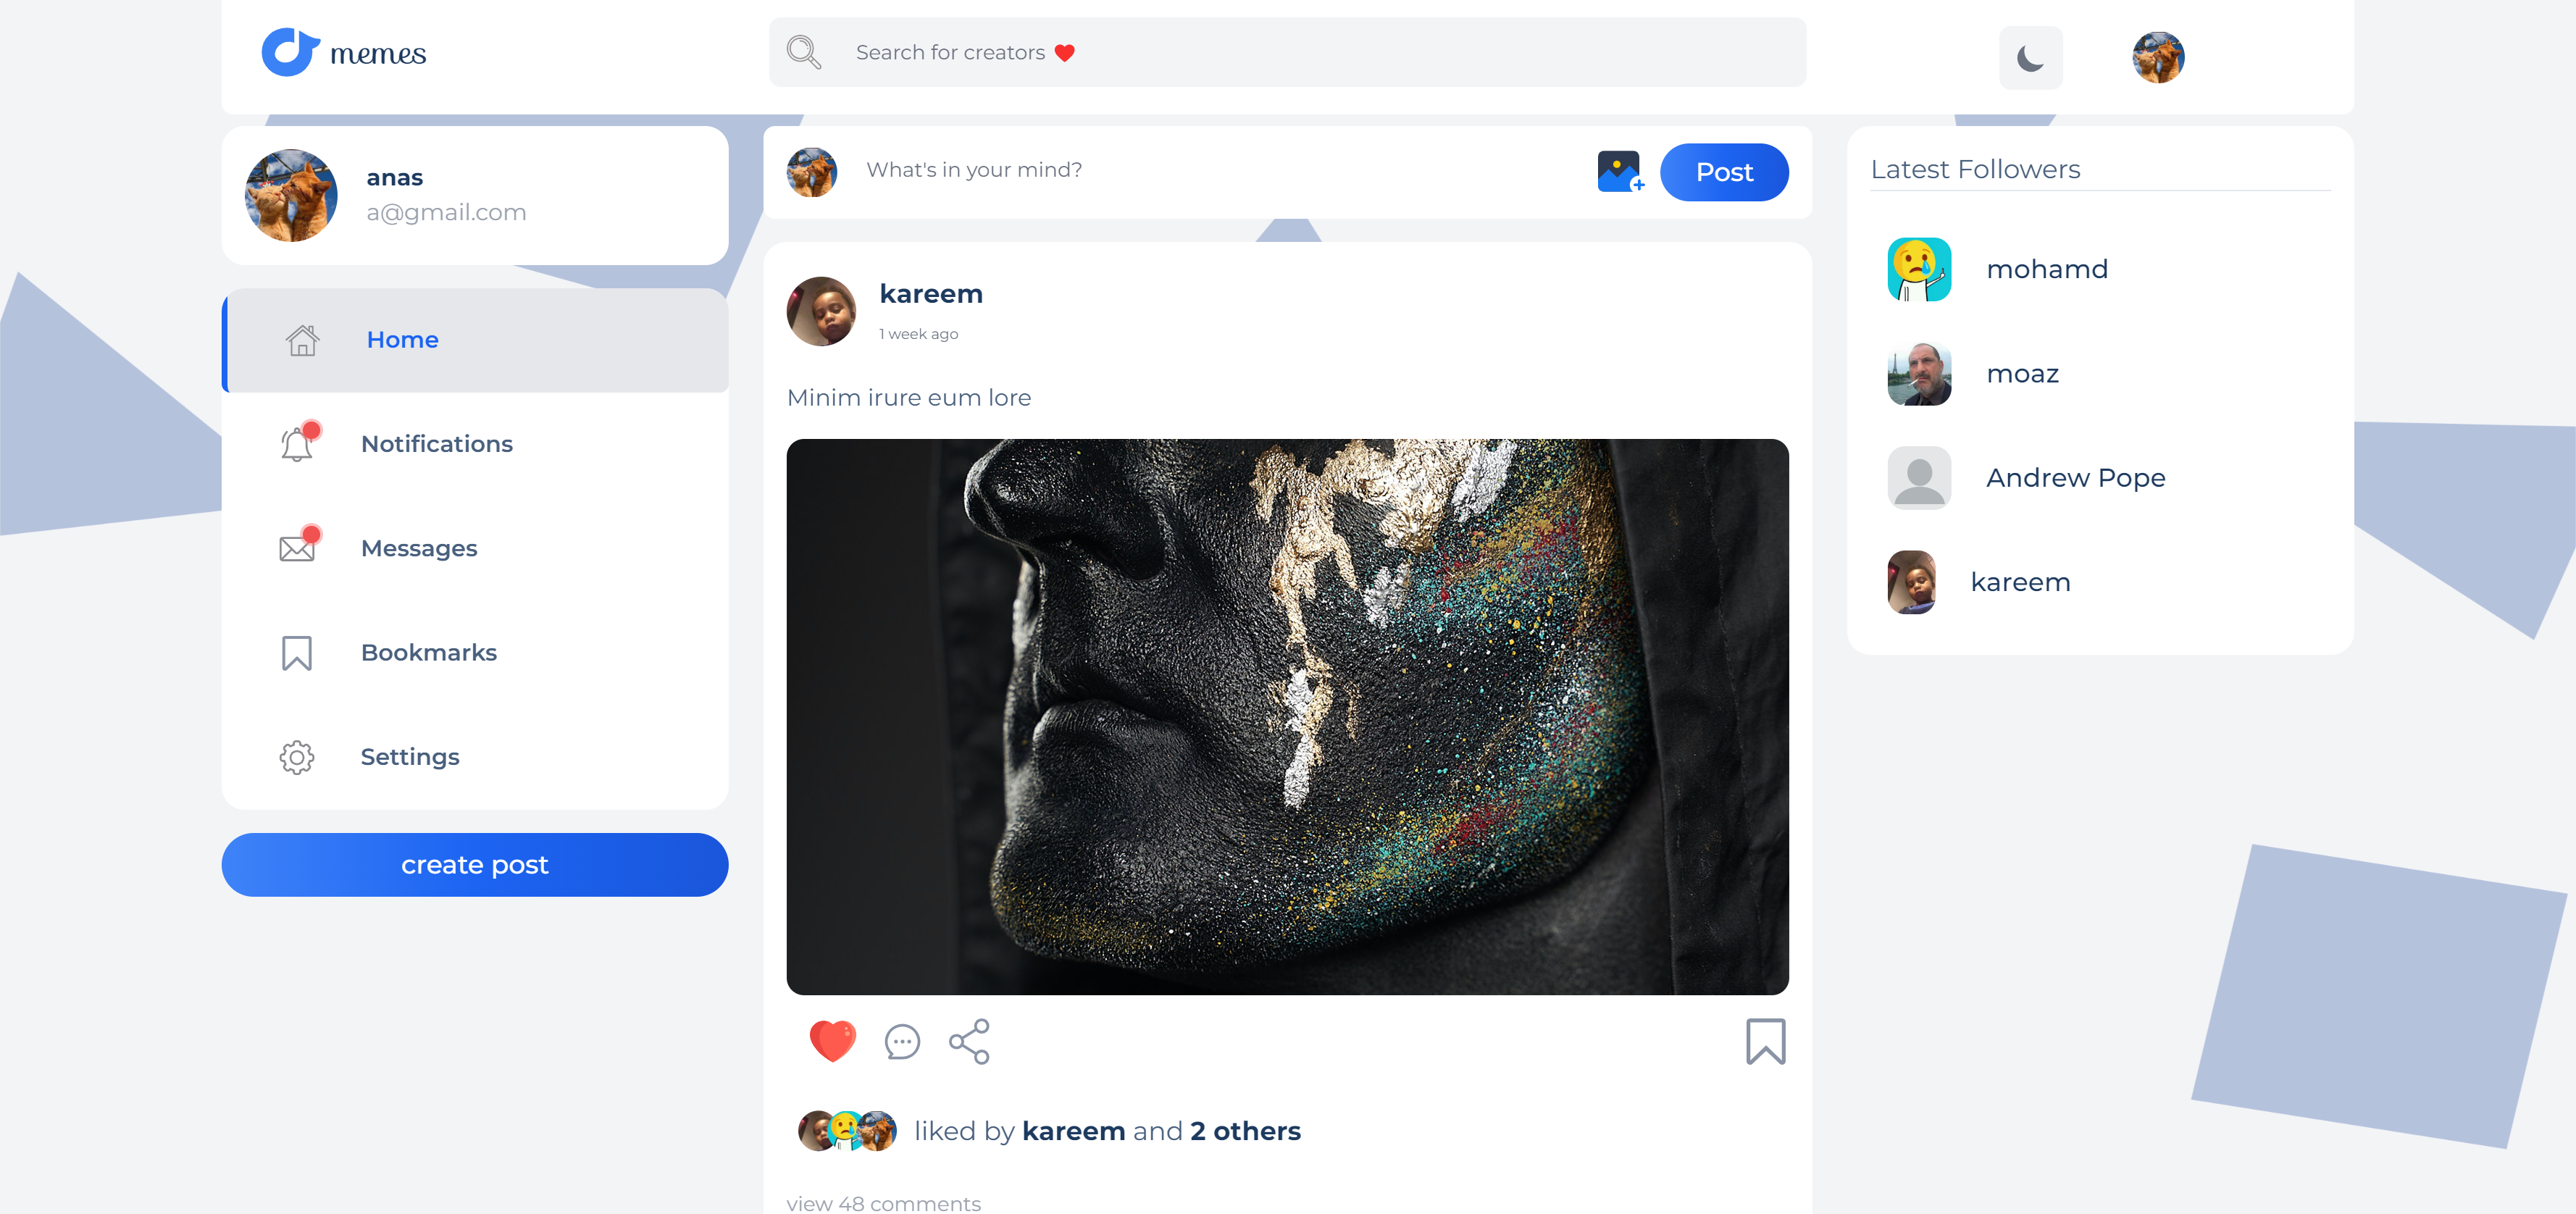 memes
Search for creators ❤️
anas
a@gmail.com
Home
Notifications
Messages
Bookmarks
Settings
create post
What's in your mind?
Post
kareem
1 week ago
Minim irure eum lore
liked by kareem and 2 others
view 48 comments
Latest Followers
mohamd
moaz
Andrew Pope
kareem